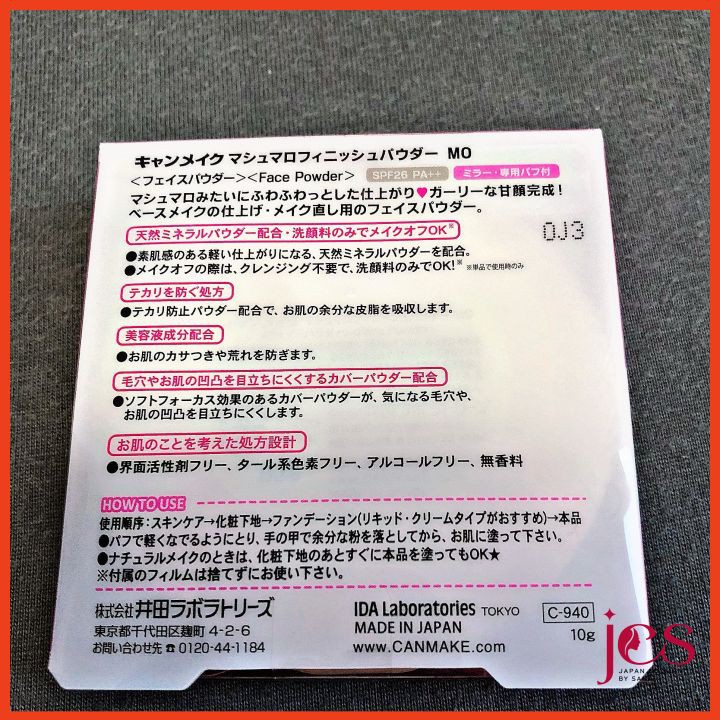 キャンメイク マシュマロフィニッシュパウダー MO
<フェイスパウダー><Face Powder> SPF26 PA++ ミラー・専用パフ付
マシュマロみたいにふわふわっとした仕上がり♥ガーリーな甘顔完成!
ベースメイクの仕上げ・メイク直し用のフェイスパウダー。
天然ミネラルパウダー配合・洗顔料のみでメイクオフOK※
0J3
●素肌感のある軽い仕上がりになる、天然ミネラルパウダーを配合。
●メイクオフの際は、クレンジング不要で、洗顔料のみでOK!※ ※単品で使用時のみ
テカリを防ぐ処方
●テカリ防止パウダー配合で、お肌の余分な皮脂を吸収します。
美容液成分配合
●お肌のカサつきや荒れを防ぎます。
毛穴やお肌の凹凸を目立ちにくくするカバーパウダー配合
●ソフトフォーカス効果のあるカバーパウダーが、気になる毛穴や、
お肌の凹凸を目立ちにくくします。
お肌のことを考えた処方設計
●界面活性剤フリー、タール系色素フリー、アルコールフリー、無香料
HOW TO USE
使用順序:スキンケア→化粧下地→ファンデーション(リキッド・クリームタイプがおすすめ)→本品
●パフで軽くなでるようにとり、手の甲で余分な粉を落としてから、お肌に塗って下さい。
●ナチュラルメイクのときは、化粧下地のあとすぐに本品を塗ってもOK★
※付属のフィルムは捨てずにお使い下さい。
株式会社 井田ラボラトリーズ
東京都千代田区麹町 4-2-6
お問い合わせ先 ☎ 0120-44-1184
IDA Laboratories TOKYO
MADE IN JAPAN
www.CANMAKE.com
C-940
10g
jcs
JAPAN